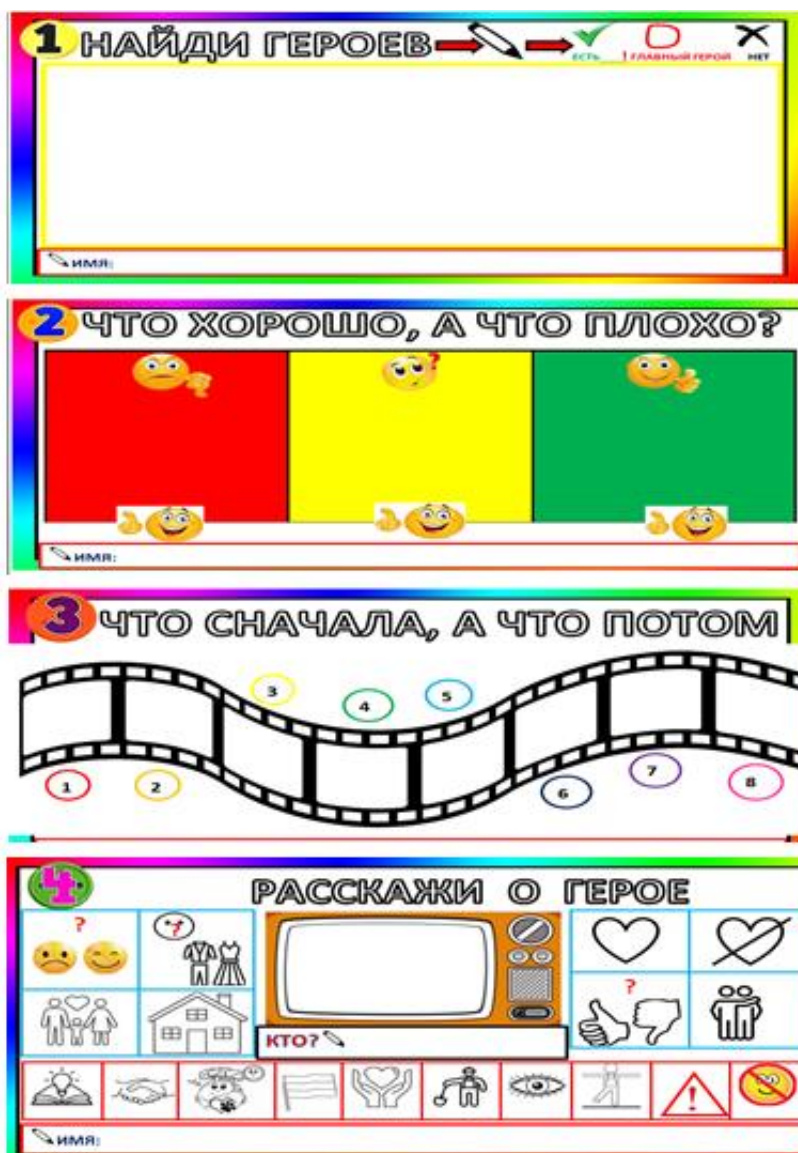 1 НАЙДИ ГЕРОЕВ
ЕСТЬ ! ГЛАВНЫЙ ГЕРОЙ НЕТ
ИМЯ:
2 ЧТО ХОРОШО, А ЧТО ПЛОХО?
?
ИМЯ:
3 ЧТО СНАЧАЛА, А ЧТО ПОТОМ
3 4 5
1 2 6 7 8
4 РАССКАЖИ О ГЕРОЕ
? ? ?
КТО?
!
ИМЯ: